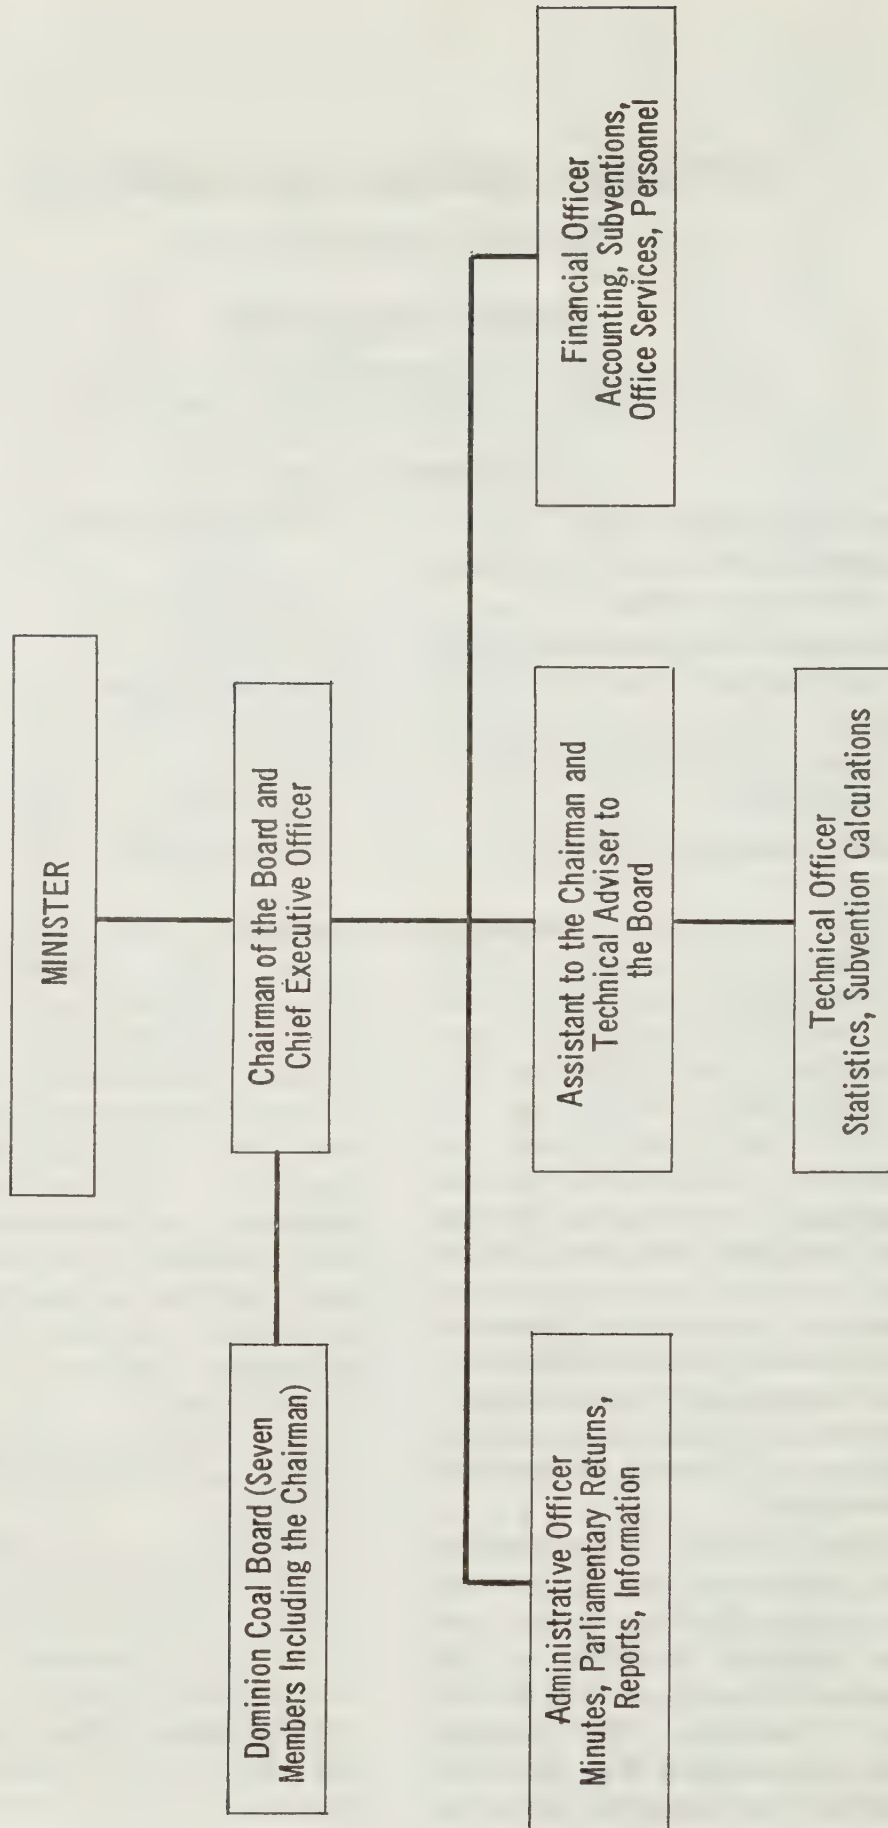 MINISTER
Dominion Coal Board (Seven
Members Including the Chairman)
Chairman of the Board and
Chief Executive Officer
Administrative Officer
Minutes, Parliamentary Returns,
Reports, Information
Assistant to the Chairman and
Technical Adviser to
the Board
Financial Officer
Accounting, Subventions,
Office Services, Personnel
Technical Officer
Statistics, Subvention Calculations